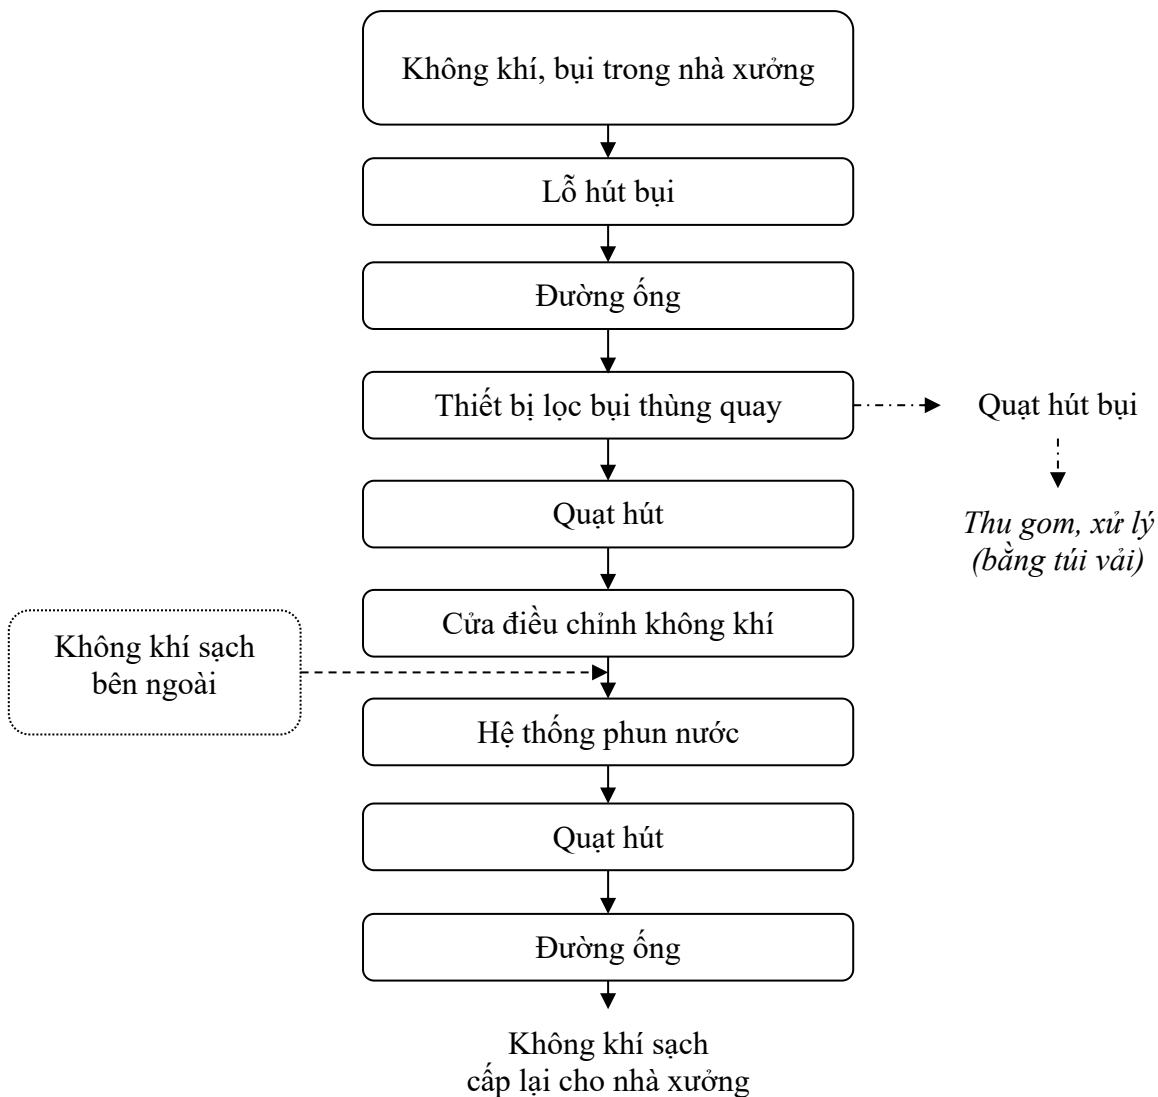 Không khí, bụi trong nhà xưởng
Lỗ hút bụi
Đường ống
Thiết bị lọc bụi thùng quay
Quạt hút bụi
Quạt hút
Thu gom, xử lý
(bằng túi vải)
Cửa điều chỉnh không khí
Không khí sạch
bên ngoài
Hệ thống phun nước
Quạt hút
Đường ống
Không khí sạch
cấp lại cho nhà xưởng